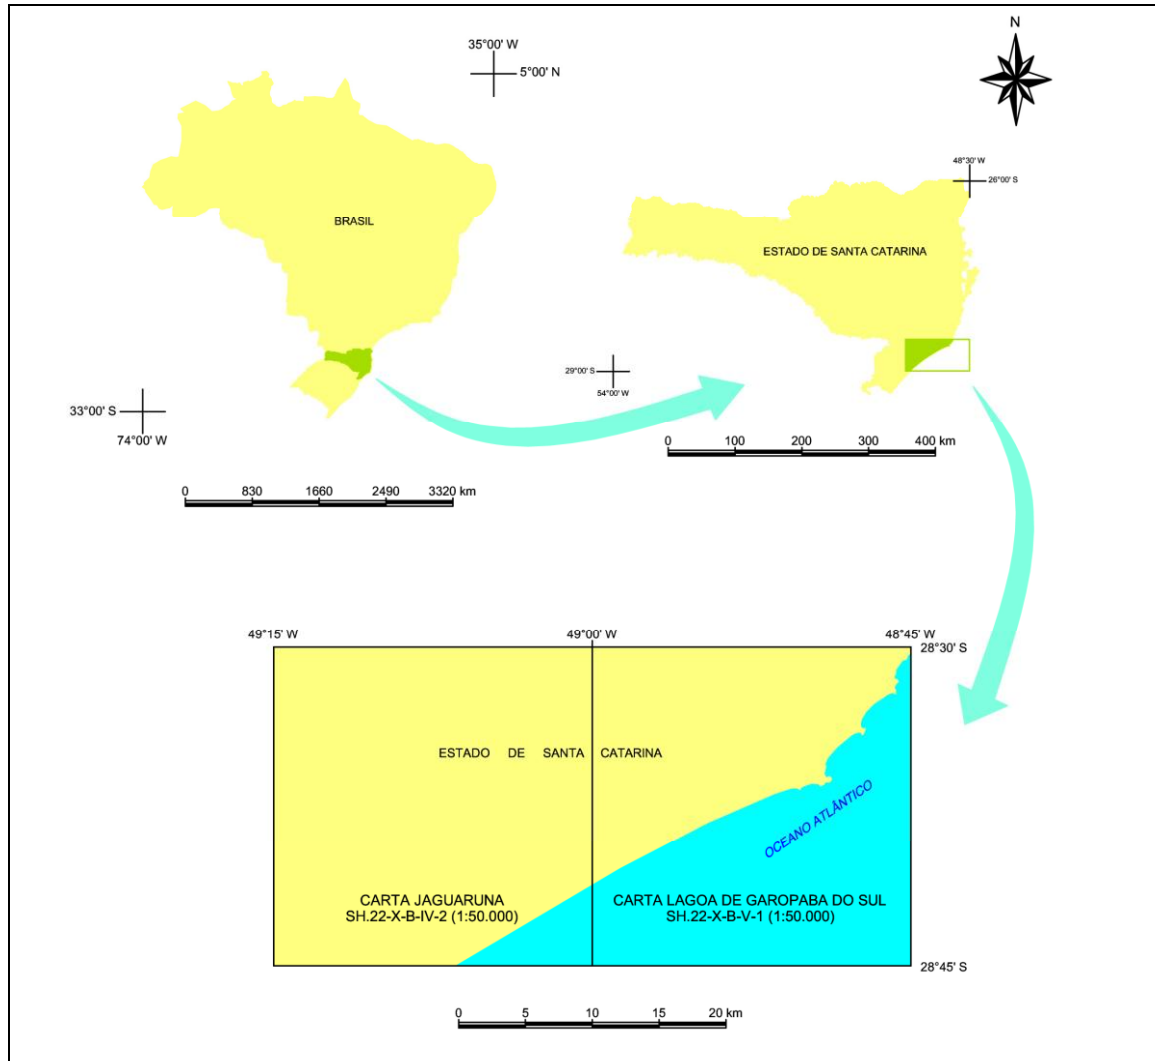 N
35°00' W
5°00' N
BRASIL
33°00' S
74°00' W
0 830 1660 2490 3320 km
48°30' W
26°00' S
ESTADO DE SANTA CATARINA
29°00' S
54°00' W
0 100 200 300 400 km
49°15' W 49°00' W 48°45' W
28°30' S
ESTADO DE SANTA CATARINA
OCEANO ATLÂNTICO
CARTA JAGUARUNA
SH.22-X-B-IV-2 (1:50.000)
CARTA LAGOA DE GAROPABA DO SUL
SH.22-X-B-V-1 (1:50.000)
28°45' S
0 5 10 15 20 km